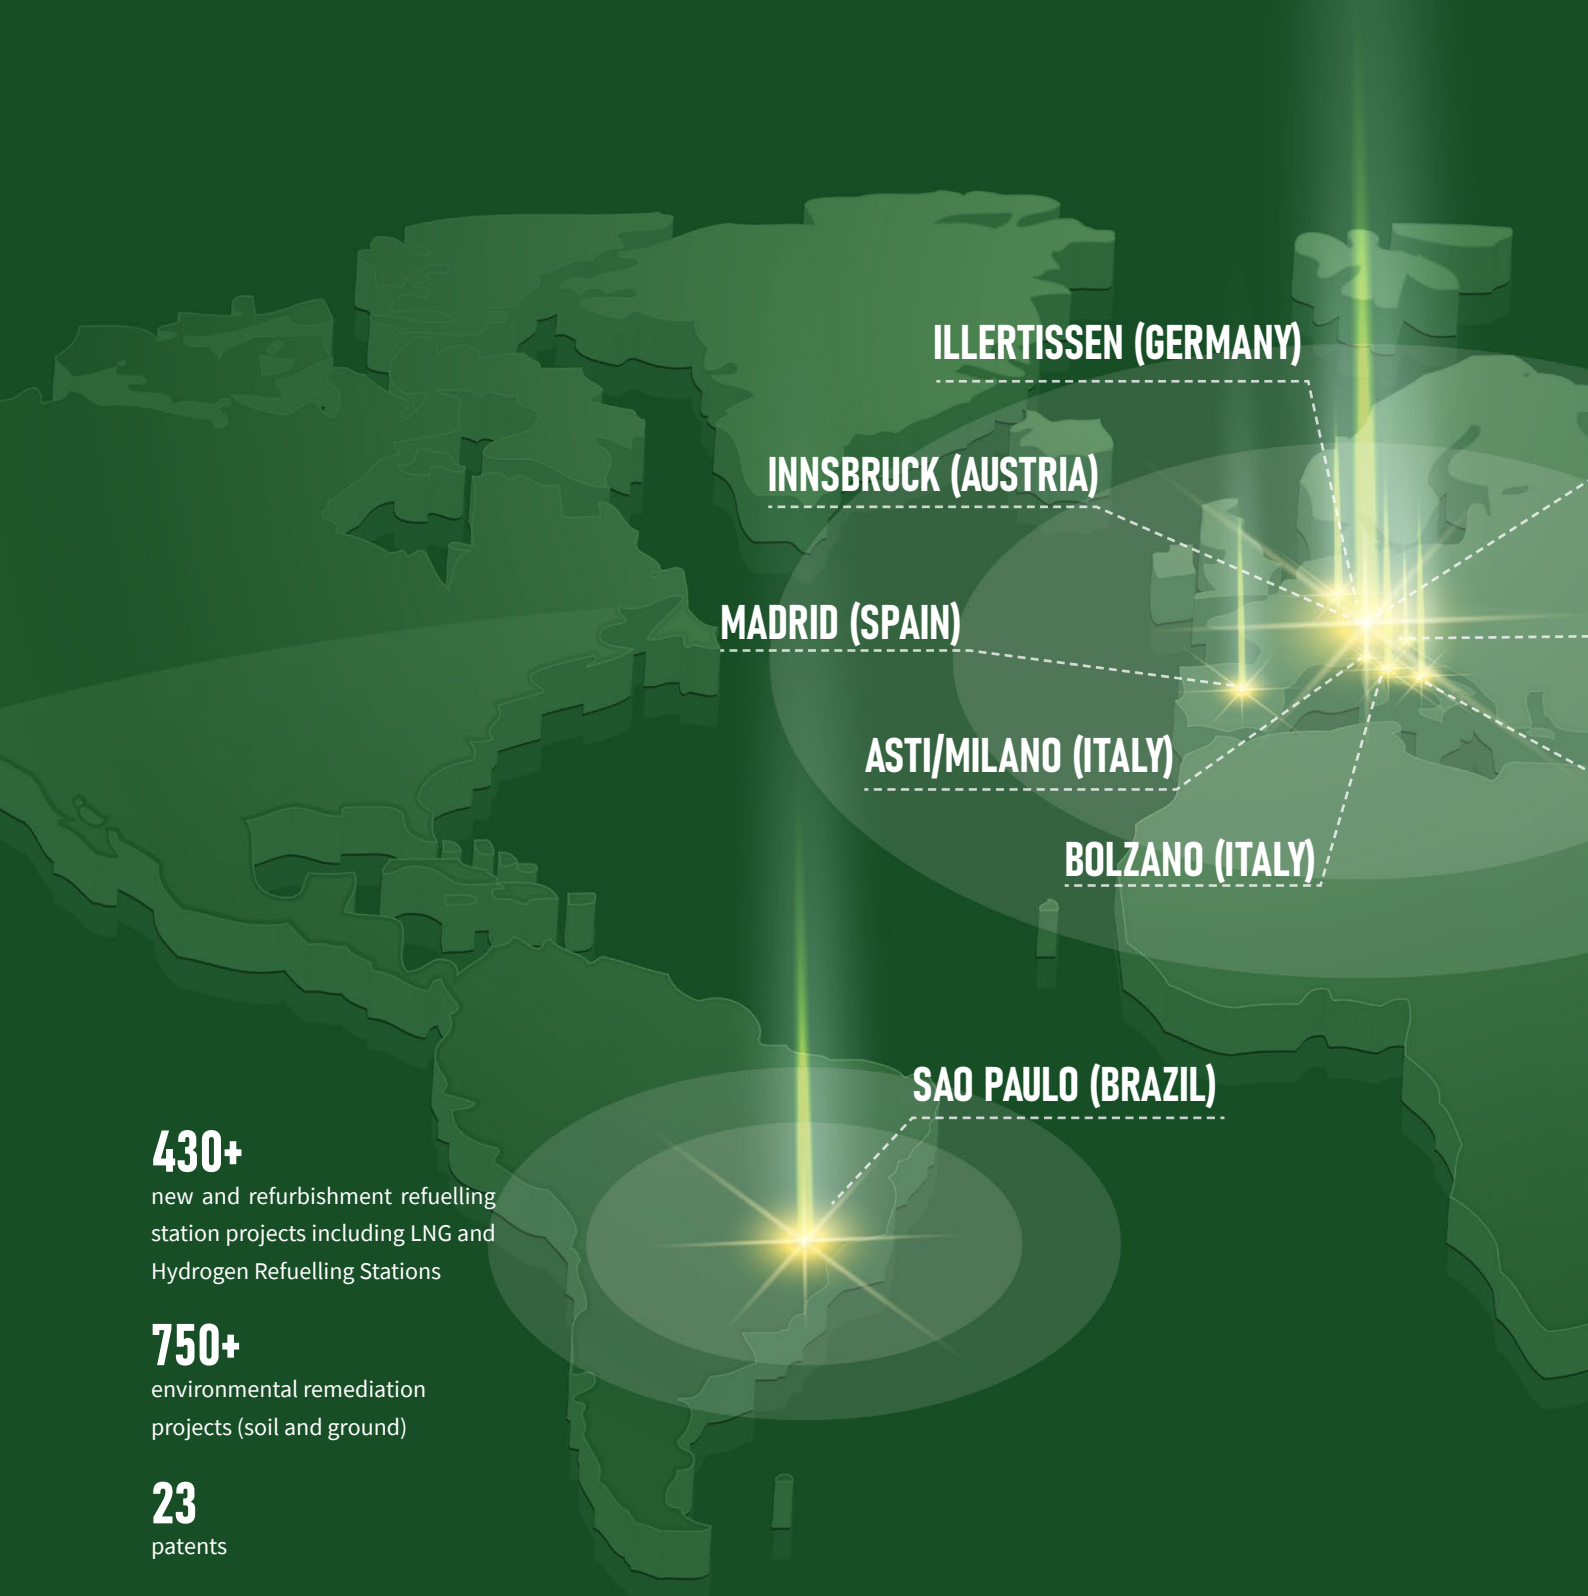 ILLERTISSEN (GERMANY)
INNSBRUCK (AUSTRIA)
MADRID (SPAIN)
ASTI/MILANO (ITALY)
BOLZANO (ITALY)
SAO PAULO (BRAZIL)
430+
new and refurbishment refuelling
station projects including LNG and
Hydrogen Refuelling Stations
750+
environmental remediation
projects (soil and ground)
23
patents